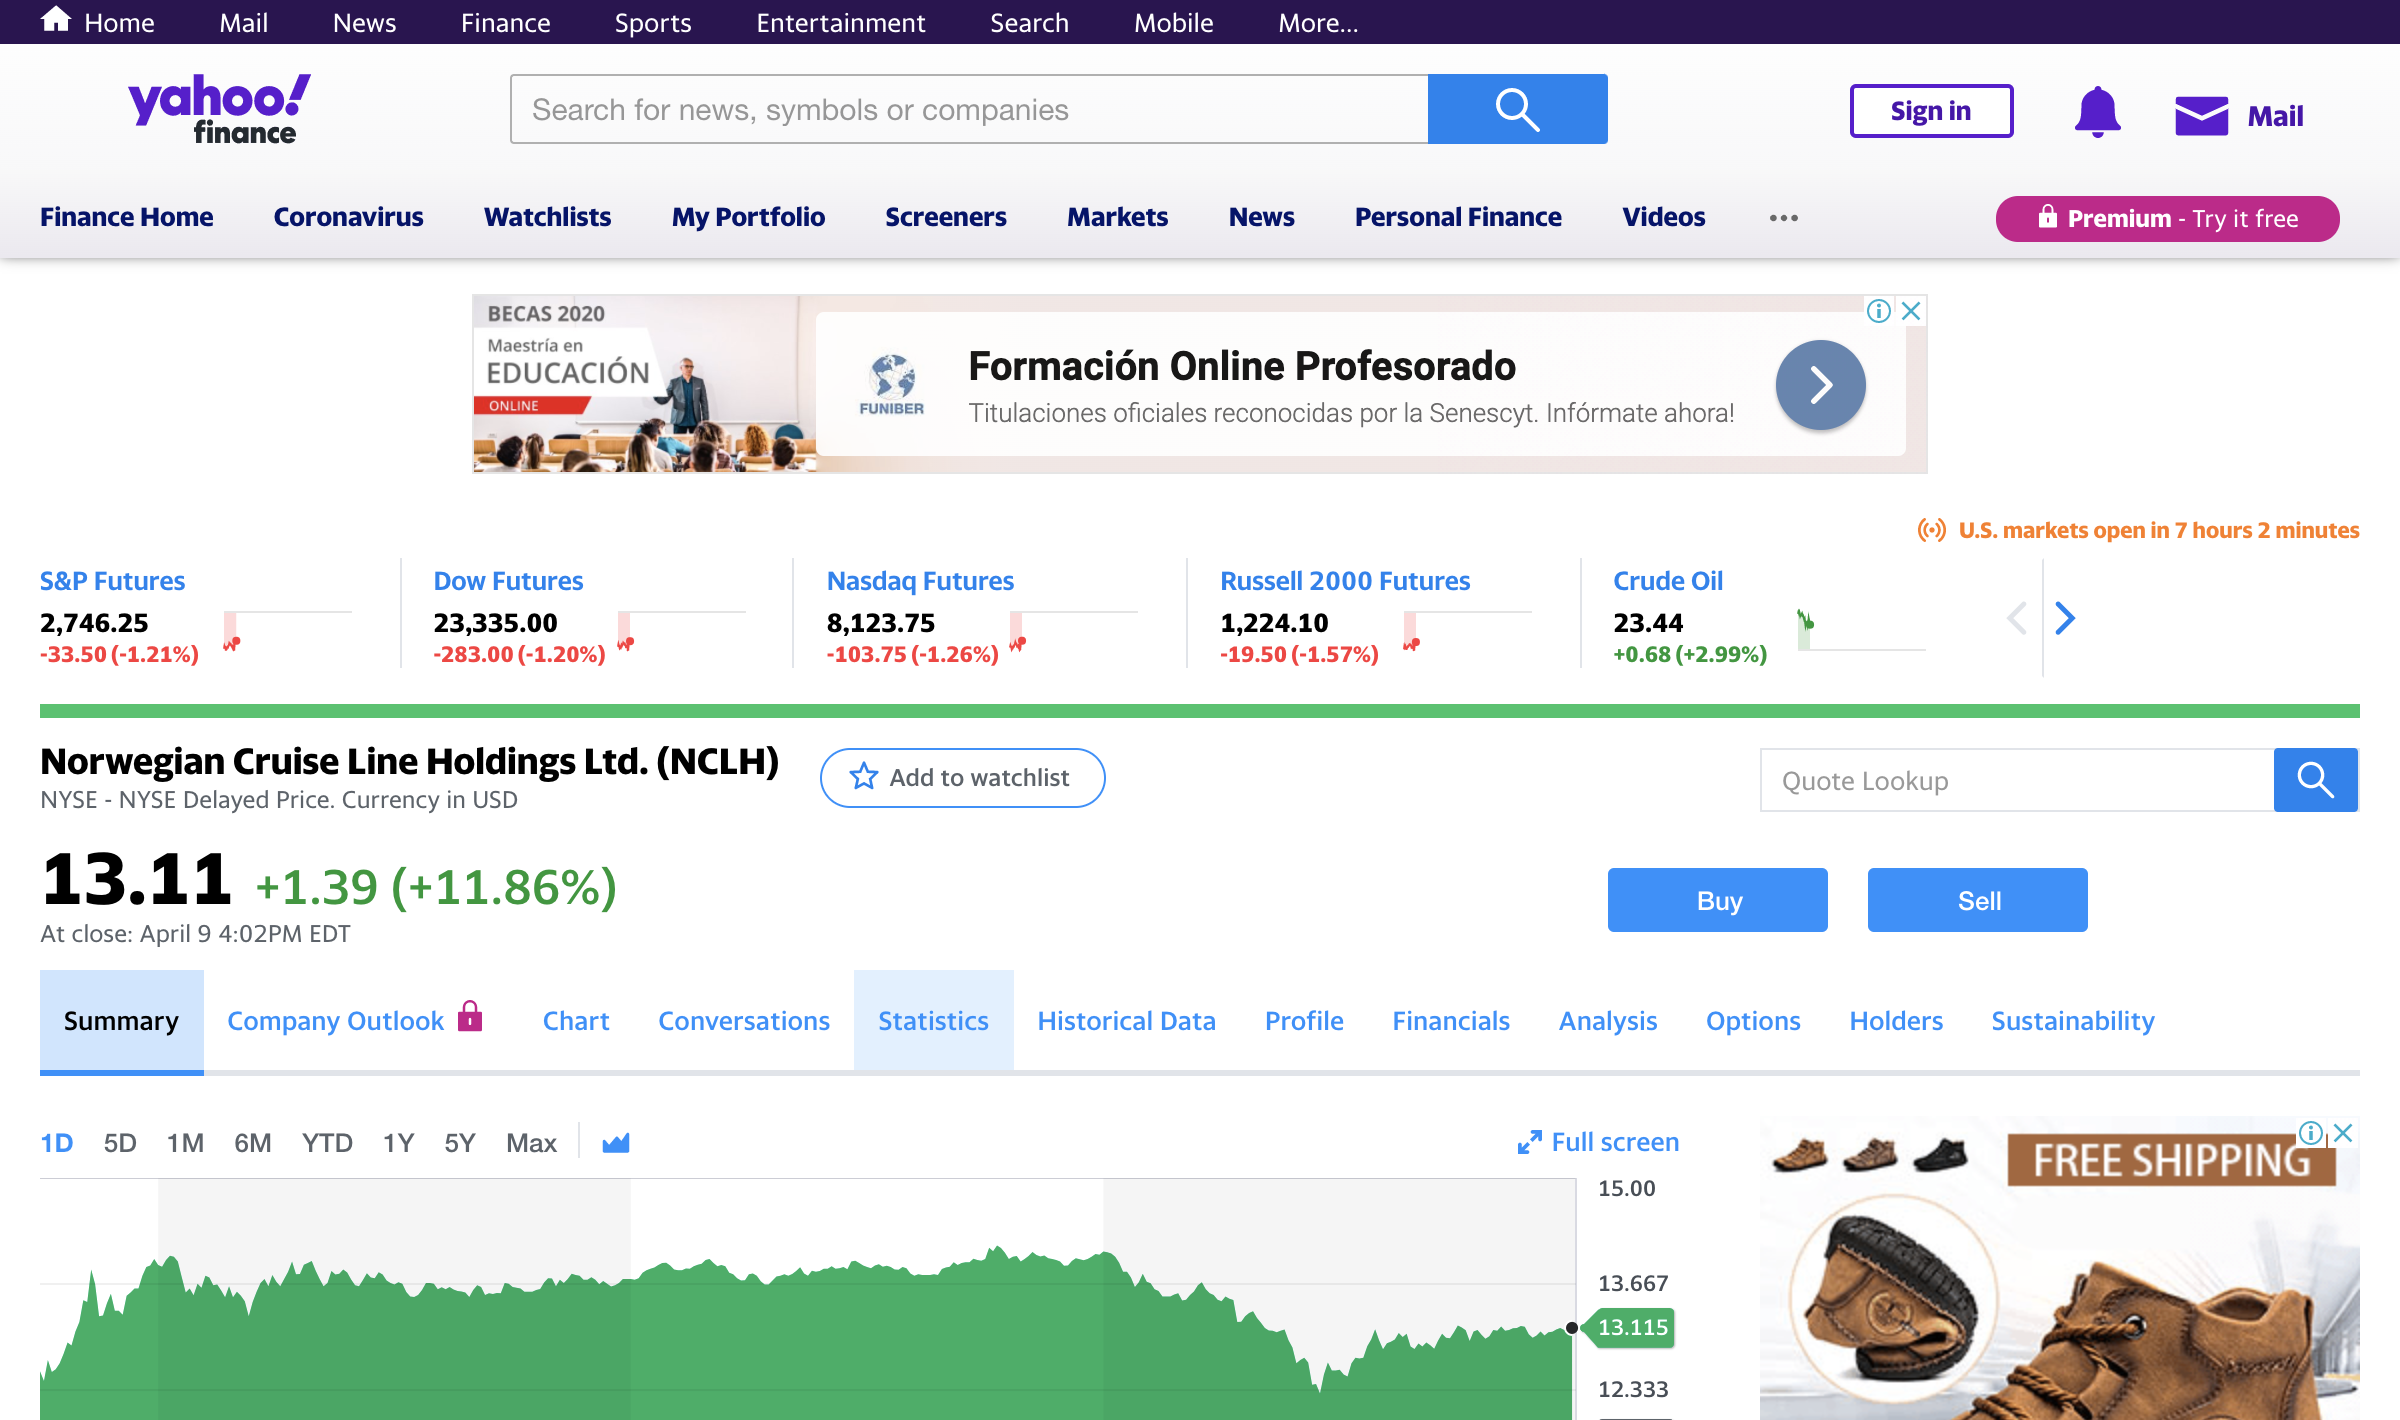 Home Mail News Finance Sports Entertainment Search Mobile More...
yahoo!
finance
Search for news, symbols or companies
Sign in
Mail
Finance Home Coronavirus Watchlists My Portfolio Screeners Markets News Personal Finance Videos ••• Premium - Try it free
BECAS 2020
Maestría en
EDUCACIÓN
ONLINE
FUNIBER
Formación Online Profesorado
Titulaciones oficiales reconocidas por la Senescyt. Infórmate ahora!
U.S. markets open in 7 hours 2 minutes
S&P Futures
2,746.25
-33.50 (-1.21%)
Dow Futures
23,335.00
-283.00 (-1.20%)
Nasdaq Futures
8,123.75
-103.75 (-1.26%)
Russell 2000 Futures
1,224.10
-19.50 (-1.57%)
Crude Oil
23.44
+0.68 (+2.99%)
Norwegian Cruise Line Holdings Ltd. (NCLH)
NYSE - NYSE Delayed Price. Currency in USD
Add to watchlist
Quote Lookup
13.11 +1.39 (+11.86%)
At close: April 9 4:02PM EDT
Buy Sell
Summary Company Outlook Chart Conversations Statistics Historical Data Profile Financials Analysis Options Holders Sustainability
1D 5D 1M 6M YTD 1Y 5Y Max
Full screen
15.00
13.667
13.115
12.333
FREE SHIPPING